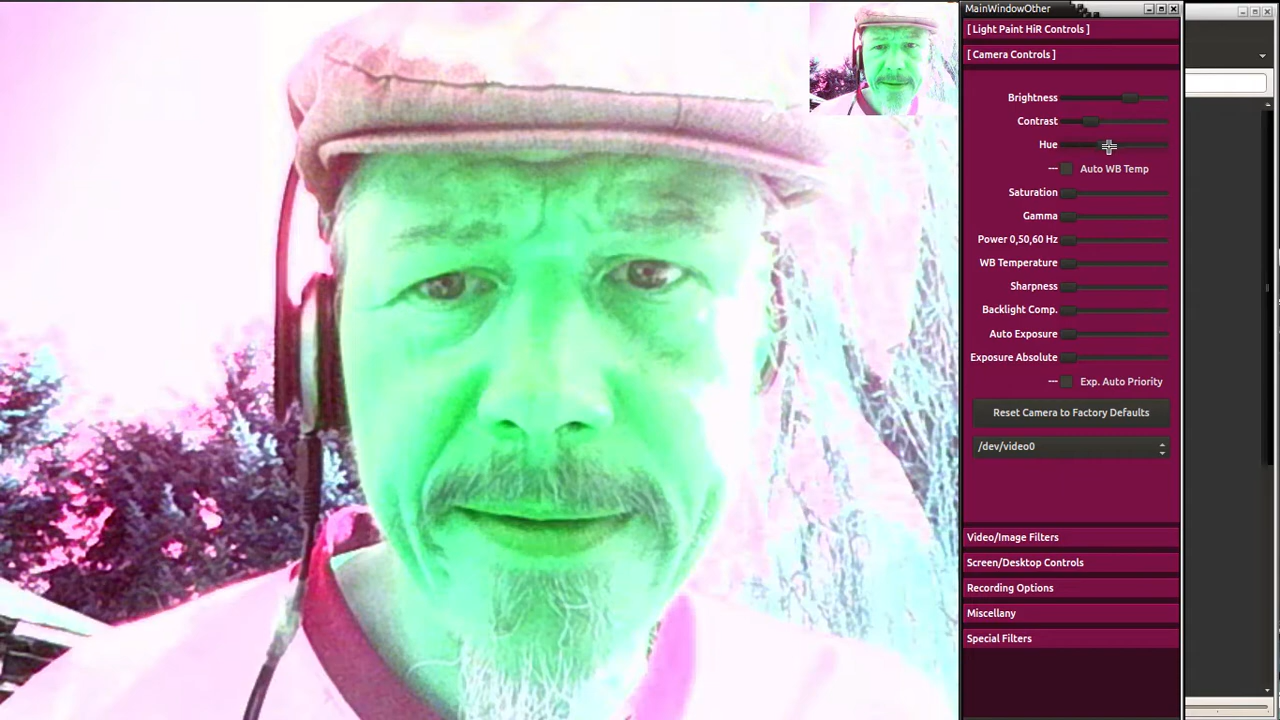 MainWindowOther
[ Light Paint HiR Controls ]
[ Camera Controls ]
Brightness
Contrast
Hue
--- Auto WB Temp
Saturation
Gamma
Power 0,50,60 Hz
WB Temperature
Sharpness
Backlight Comp.
Auto Exposure
Exposure Absolute
--- Exp. Auto Priority
Reset Camera to Factory Defaults
/dev/video0
Video/Image Filters
Screen/Desktop Controls
Recording Options
Miscellany
Special Filters